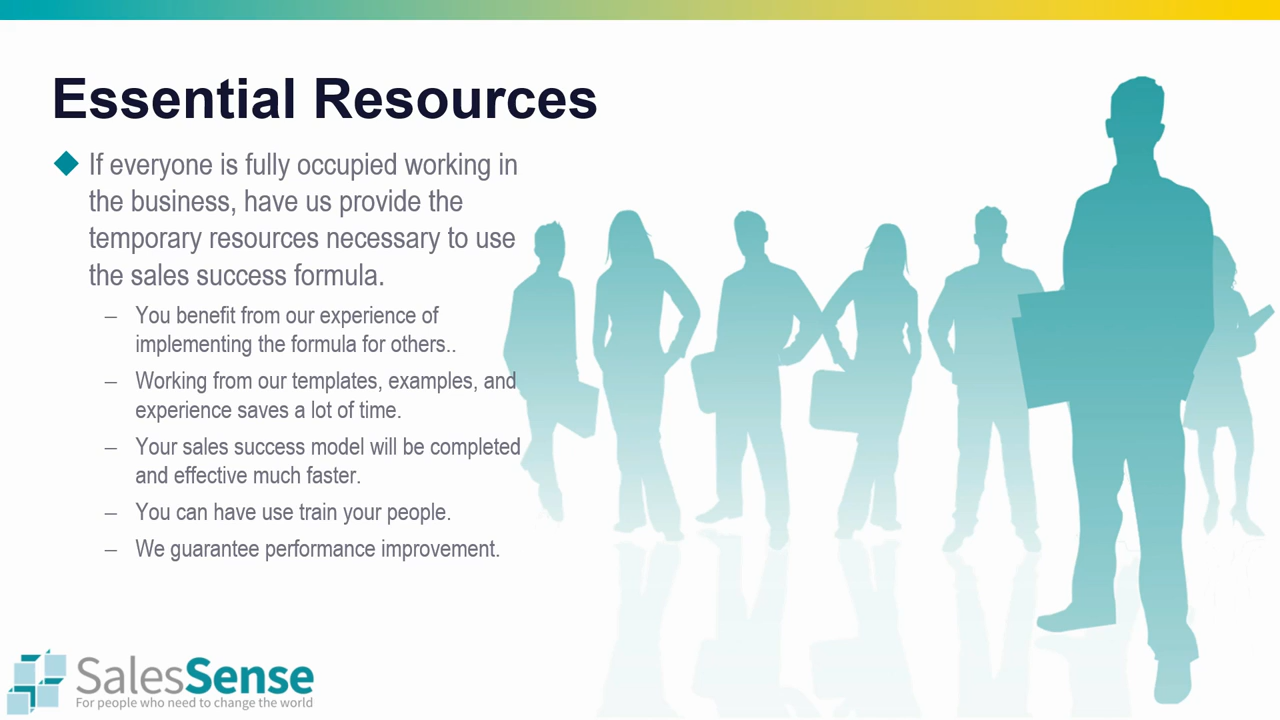 Essential Resources
If everyone is fully occupied working in
the business, have us provide the
temporary resources necessary to use
the sales success formula.
– You benefit from our experience of
implementing the formula for others..
– Working from our templates, examples, and
experience saves a lot of time.
– Your sales success model will be completed
and effective much faster.
– You can have use train your people.
– We guarantee performance improvement.
SalesSense
For people who need to change the world